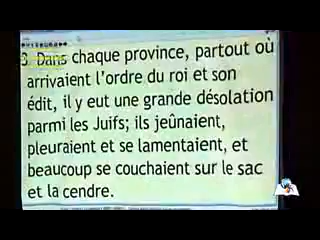 3. Dans chaque province, partout où
arrivaient l'ordre du roi et son
édit, il y eut une grande désolation
parmi les Juifs; ils jeûnaient,
pleuraient et se lamentaient, et
beaucoup se couchaient sur le sac
et la cendre.